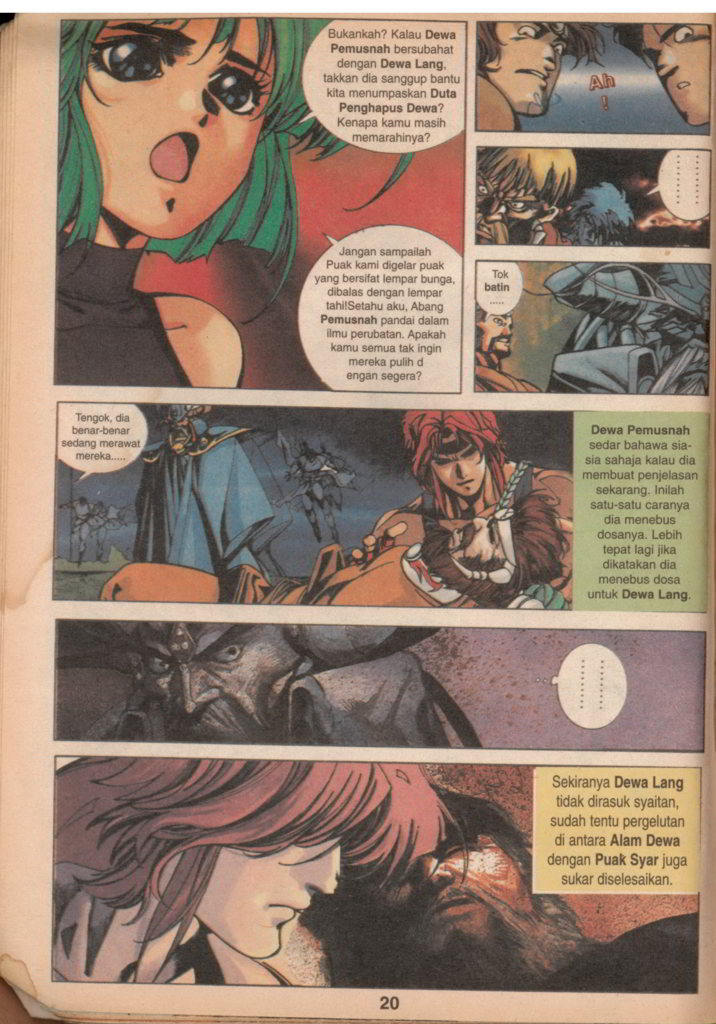 Bukankah? Kalau Dewa
Pemusnah bersubahat
dengan Dewa Lang,
takkan dia sanggup bantu
kita menumpaskan Duta
Penghapus Dewa?
Kenapa kamu masih
memarahinya?
Ah
!
Jangan sampailah
Puak kami digelar puak
yang bersifat lempar bunga,
dibalas dengan lempar
tahi!Setahu aku, Abang
Pemusnah pandai dalam
ilmu perubatan. Apakah
kamu semua tak ingin
mereka pulih d
engan segera?
Tok
batin
.....
Tengok, dia
benar-benar
sedang merawat
mereka.....
Dewa Pemusnah
sedar bahawa sia-
sia sahaja kalau dia
membuat penjelasan
sekarang. Inilah
satu-satu caranya
dia menebus
dosanya. Lebih
tepat lagi jika
dikatakan dia
menebus dosa
untuk Dewa Lang.
Sekiranya Dewa Lang
tidak dirasuk syaitan,
sudah tentu pergelutan
di antara Alam Dewa
dengan Puak Syar juga
sukar diselesaikan.
20